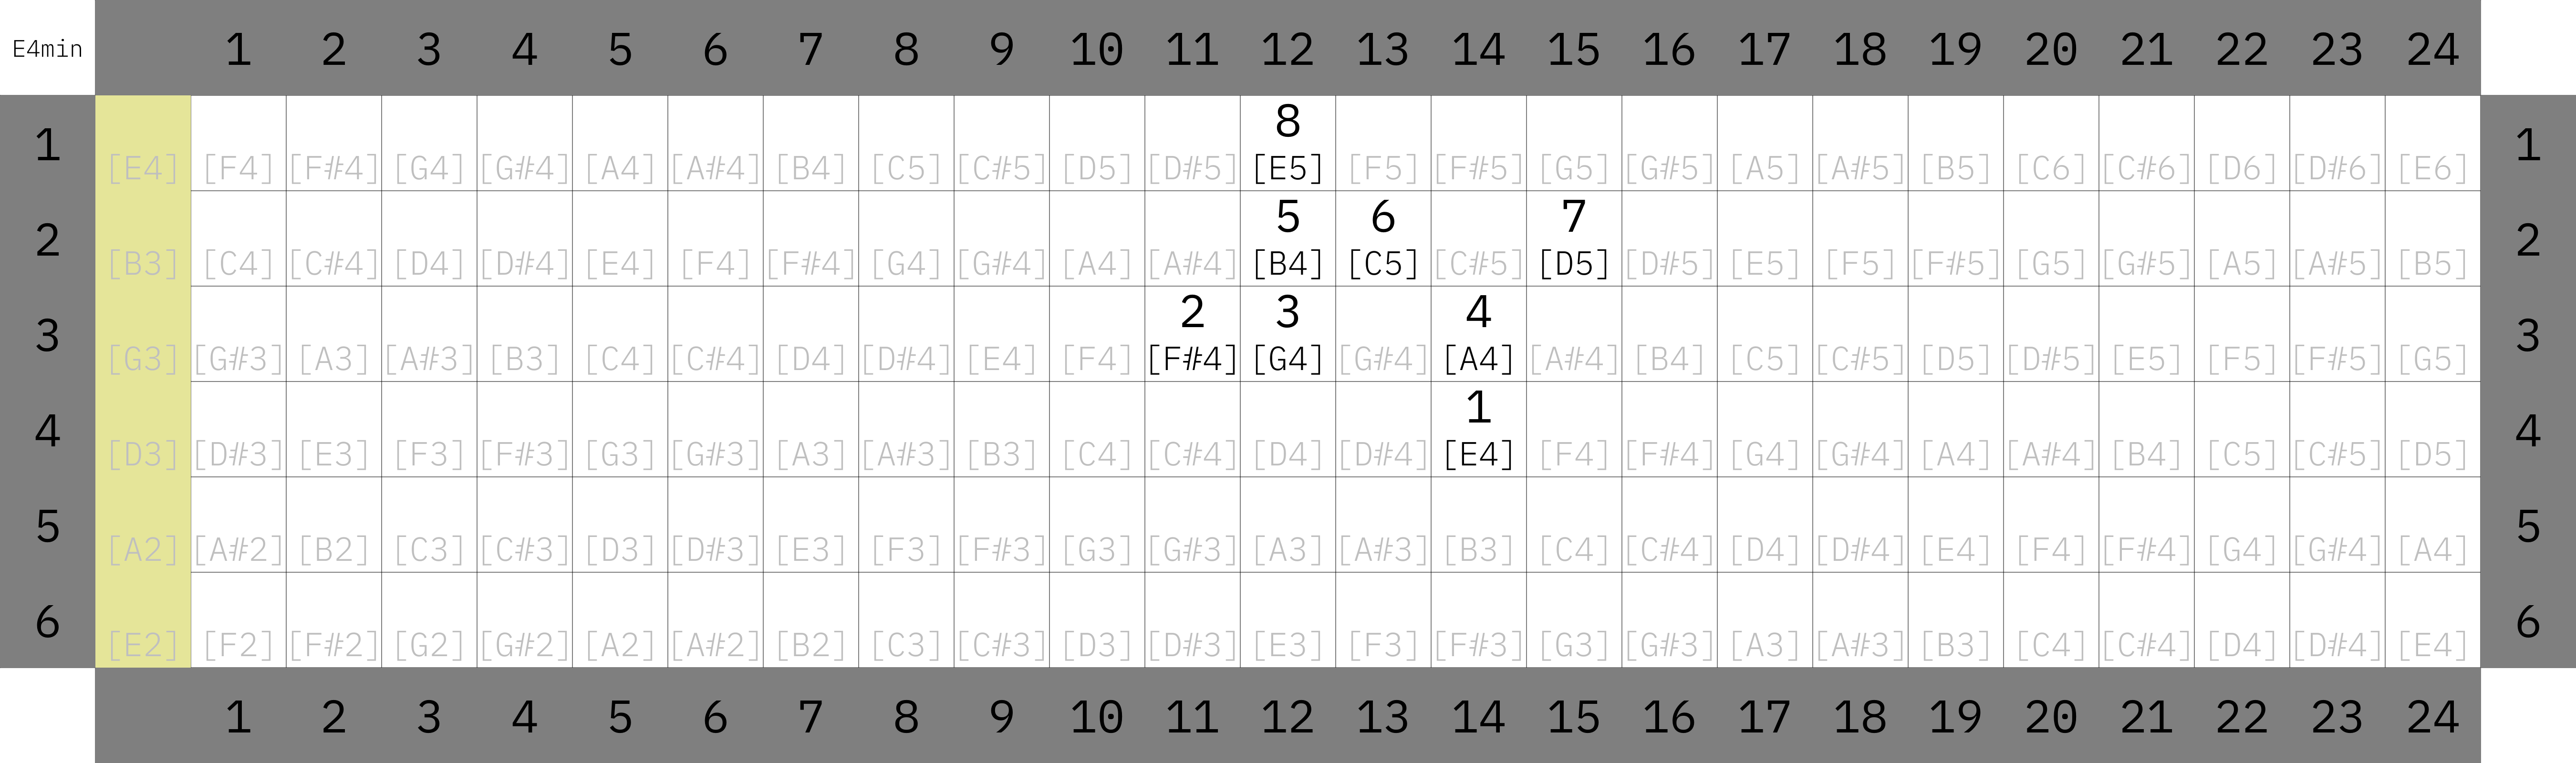 E4min 1 2 3 4 5 6 7 8 9 10 11 12 13 14 15 16 17 18 19 20 21 22 23 24
8
1 [E4] [F4] [F#4] [G4] [G#4] [A4] [A#4] [B4] [C5] [C#5] [D5] [D#5] [E5] [F5] [F#5] [G5] [G#5] [A5] [A#5] [B5] [C6] [C#6] [D6] [D#6] [E6] 1
5 6 7
2 [B3] [C4] [C#4] [D4] [D#4] [E4] [F4] [F#4] [G4] [G#4] [A4] [A#4] [B4] [C5] [C#5] [D5] [D#5] [E5] [F5] [F#5] [G5] [G#5] [A5] [A#5] [B5] 2
2 3 4
3 [G3] [G#3] [A3] [A#3] [B3] [C4] [C#4] [D4] [D#4] [E4] [F4] [F#4] [G4] [G#4] [A4] [A#4] [B4] [C5] [C#5] [D5] [D#5] [E5] [F5] [F#5] [G5] 3
1
4 [D3] [D#3] [E3] [F3] [F#3] [G3] [G#3] [A3] [A#3] [B3] [C4] [C#4] [D4] [D#4] [E4] [F4] [F#4] [G4] [G#4] [A4] [A#4] [B4] [C5] [C#5] [D5] 4
5 [A2] [A#2] [B2] [C3] [C#3] [D3] [D#3] [E3] [F3] [F#3] [G3] [G#3] [A3] [A#3] [B3] [C4] [C#4] [D4] [D#4] [E4] [F4] [F#4] [G4] [G#4] [A4] 5
6 [E2] [F2] [F#2] [G2] [G#2] [A2] [A#2] [B2] [C3] [C#3] [D3] [D#3] [E3] [F3] [F#3] [G3] [G#3] [A3] [A#3] [B3] [C4] [C#4] [D4] [D#4] [E4] 6
1 2 3 4 5 6 7 8 9 10 11 12 13 14 15 16 17 18 19 20 21 22 23 24